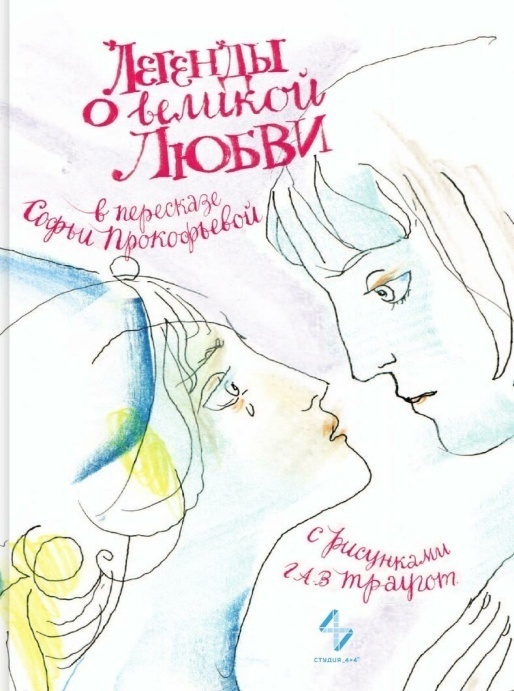 ЛЕГЕНДЫ
О великой
ЛЮБВИ
в пересказе
Софьи Прокофьевой
с рисунками
Г.А.В ТРАУГОТ
СТУДИЯ „4+4"